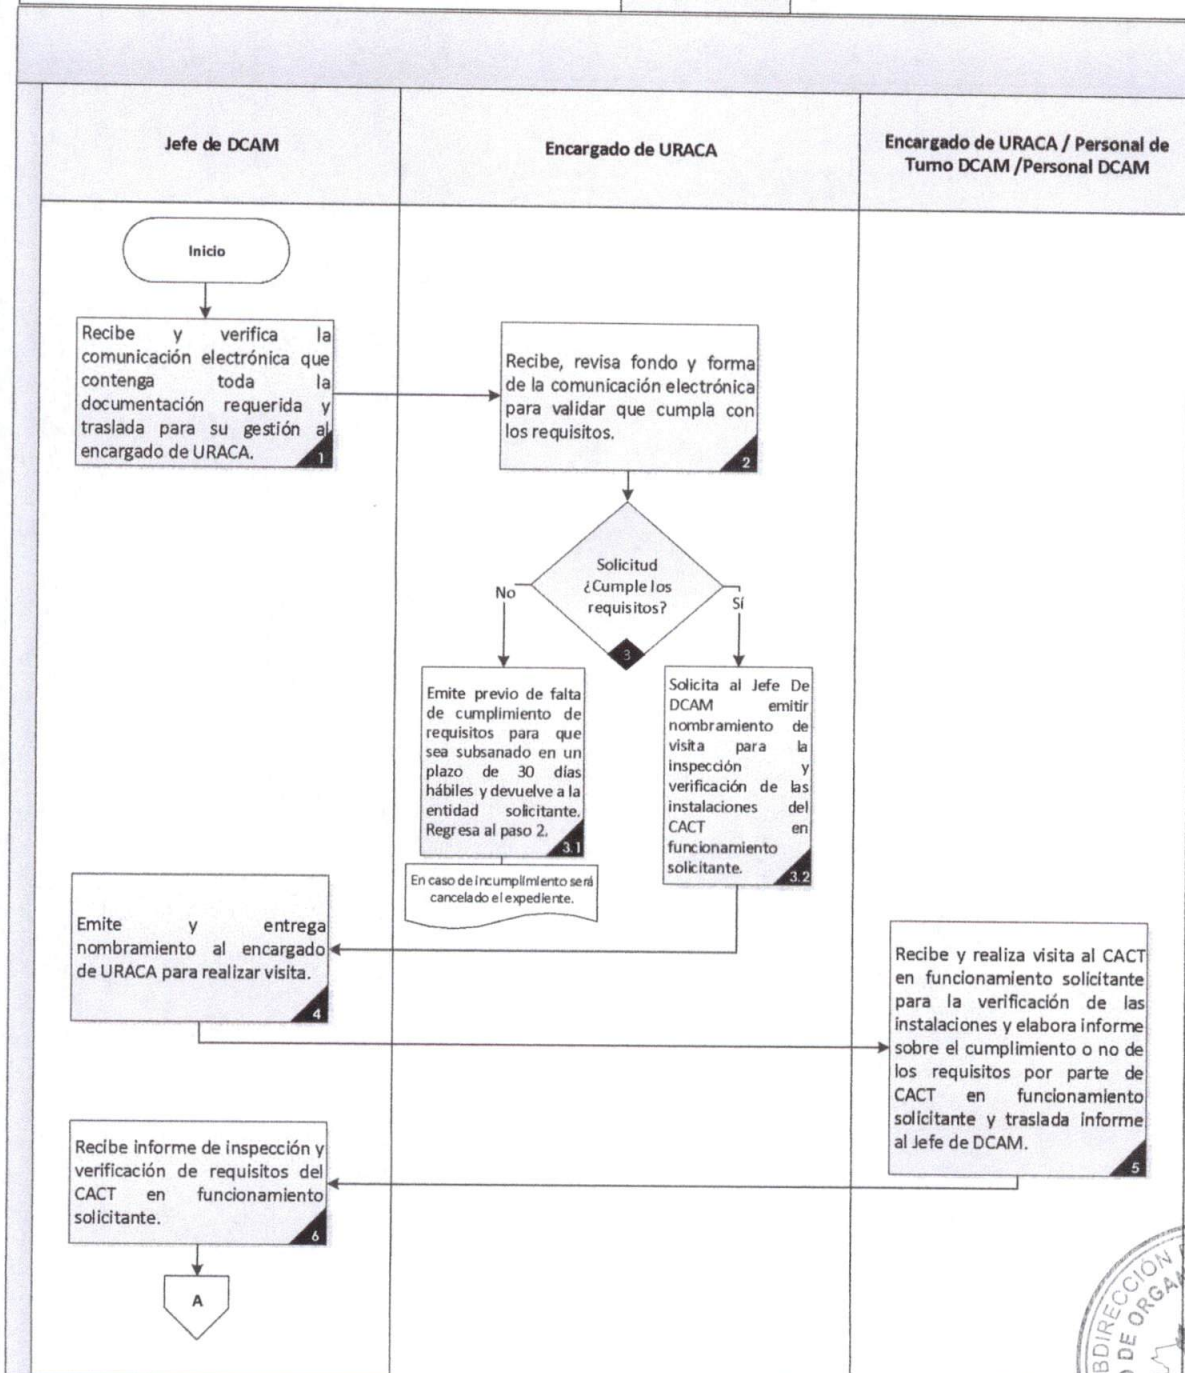 Jefe de DCAM
Encargado de URACA
Encargado de URACA / Personal de
Turno DCAM /Personal DCAM
Inicio
Recibe y verifica la
comunicación electrónica que
contenga toda la
documentación requerida y
traslada para su gestión al
encargado de URACA.
1
Recibe, revisa fondo y forma
de la comunicación electrónica
para validar que cumpla con
los requisitos.
2
Solicitud
¿Cumple los
requisitos?
3
No
Sí
Emite previo de falta
de cumplimiento de
requisitos para que
sea subsanado en un
plazo de 30 días
hábiles y devuelve a la
entidad solicitante.
Regresa al paso 2.
3.1
En caso de incumplimiento será
cancelado el expediente.
Solicita al Jefe De
DCAM emitir
nombramiento de
visita para la
inspección y
verificación de las
instalaciones del
CACT en
funcionamiento
solicitante.
3.2
Emite y entrega
nombramiento al encargado
de URACA para realizar visita.
4
Recibe y realiza visita al CACT
en funcionamiento solicitante
para la verificación de las
instalaciones y elabora informe
sobre el cumplimiento o no de
los requisitos por parte de
CACT en funcionamiento
solicitante y traslada informe
al Jefe de DCAM.
5
Recibe informe de inspección y
verificación de requisitos del
CACT en funcionamiento
solicitante.
6
A